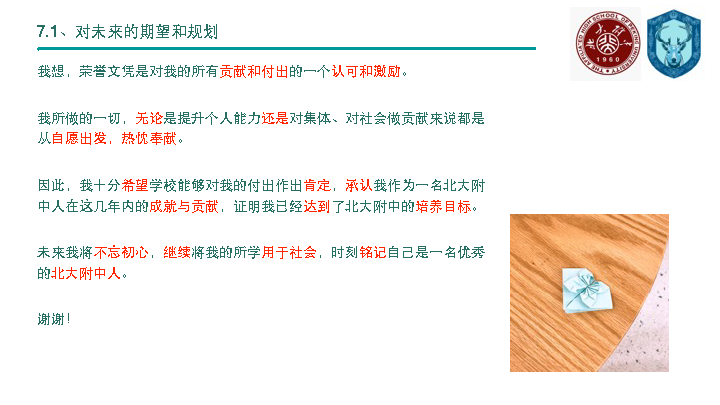 7.1、对未来的期望和规划
我想，荣誉文凭是对我的所有贡献和付出的一个认可和激励。
我所做的一切，无论是提升个人能力还是对集体、对社会做贡献来说都是
从自愿出发，热忱奉献。
因此，我十分希望学校能够对我的付出作出肯定，承认我作为一名北大附
中人在这几年内的成就与贡献，证明我已经达到了北大附中的培养目标。
未来我将不忘初心，继续将我的所学用于社会，时刻铭记自己是一名优秀
的北大附中人。
谢谢！
THE AFFILIATED HIGH SCHOOL OF PEKING UNIVERSITY
1960